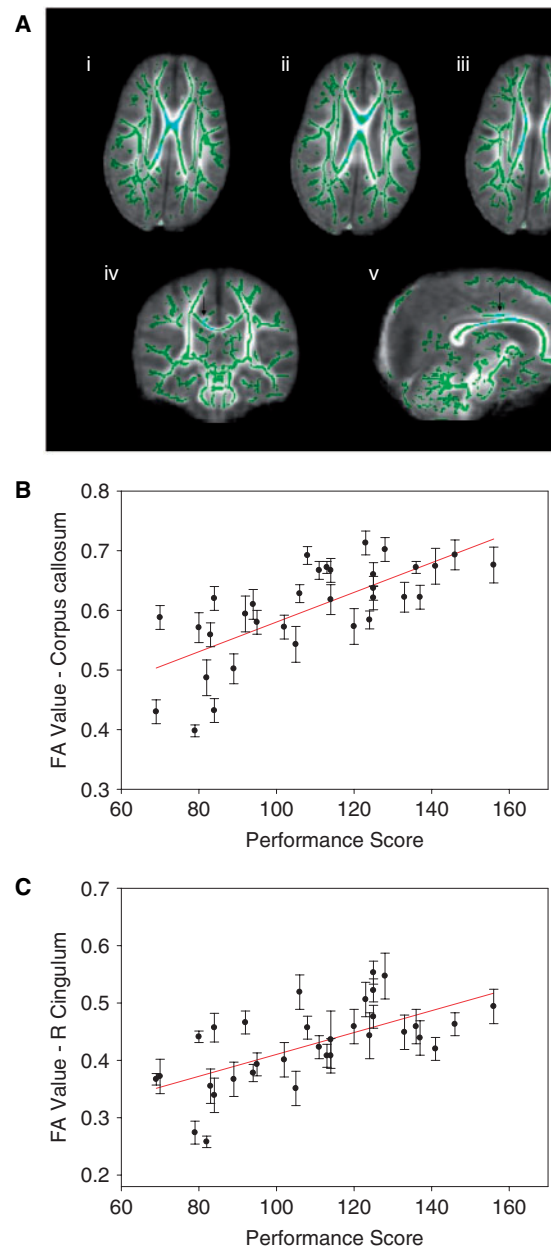 A
i ii iii
iv v
B
0.8
0.7
0.6
0.5
0.4
0.3
FA Value - Corpus callosum
60 80 100 120 140 160
Performance Score
C
0.7
0.6
0.5
0.4
0.3
0.2
FA Value - R Cingulum
60 80 100 120 140 160
Performance Score